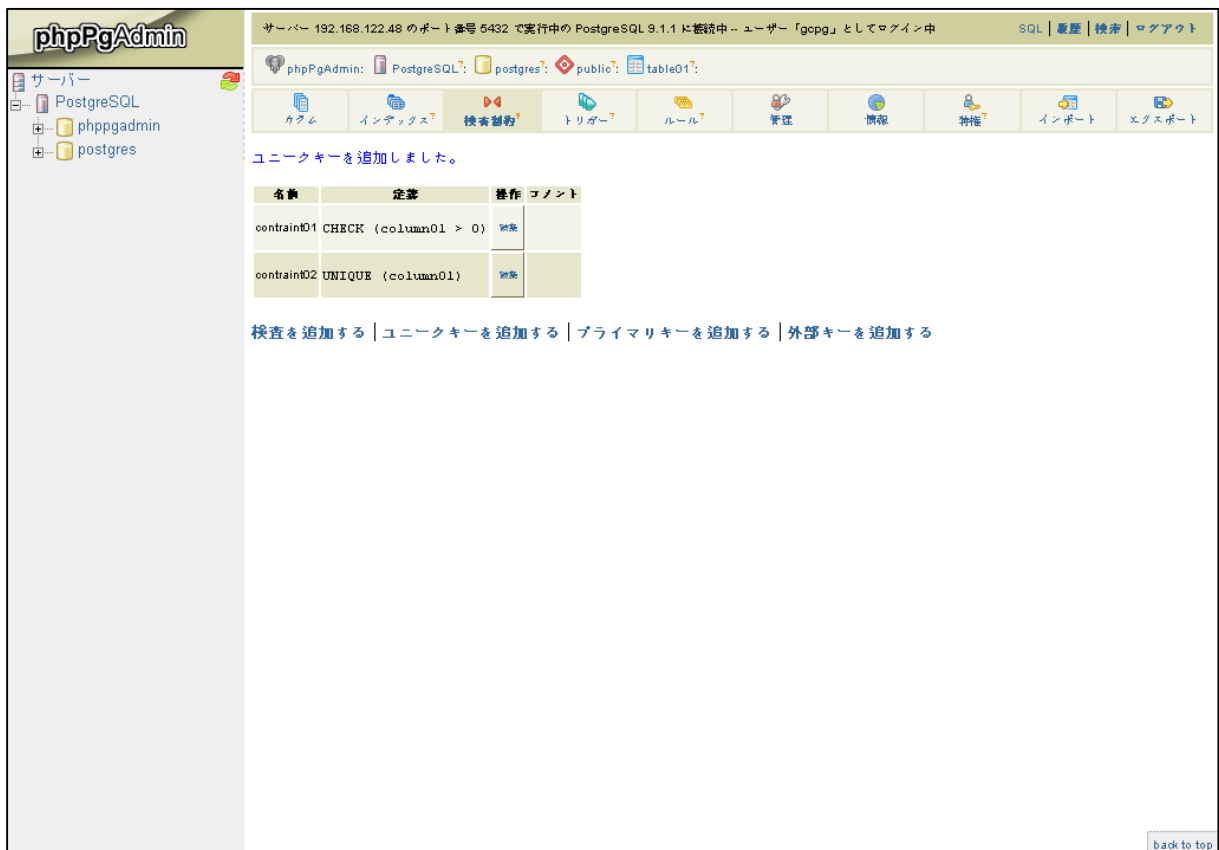 phpPgAdmin
サーバー
PostgreSQL
phppgadmin
postgres
サーバー 192.168.122.48 のポート番号 5432 で実行中の PostgreSQL 9.1.1 に接続中 -- ユーザー「gopg」としてログイン中
SQL | 履歴 | 検索 | ログアウト
phpPgAdmin: PostgreSQL?: postgres?: public?: table01?:
カラム インデックス? 検査制約? トリガー? ルール? 管理 情報 特権? インポート エクスポート
ユニークキーを追加しました。
名前 定義 操作 コメント
contraint01 CHECK (column01 > 0) 破棄
contraint02 UNIQUE (column01) 破棄
検査を追加する | ユニークキーを追加する | プライマリキーを追加する | 外部キーを追加する
back to top